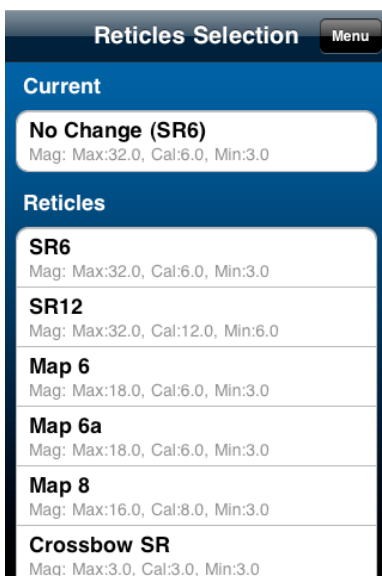 Reticles Selection Menu
Current
No Change (SR6)
Mag: Max:32.0, Cal:6.0, Min:3.0
Reticles
SR6
Mag: Max:32.0, Cal:6.0, Min:3.0
SR12
Mag: Max:32.0, Cal:12.0, Min:6.0
Map 6
Mag: Max:18.0, Cal:6.0, Min:3.0
Map 6a
Mag: Max:18.0, Cal:6.0, Min:3.0
Map 8
Mag: Max:16.0, Cal:8.0, Min:3.0
Crossbow SR
Mag: Max:3.0, Cal:3.0, Min:3.0